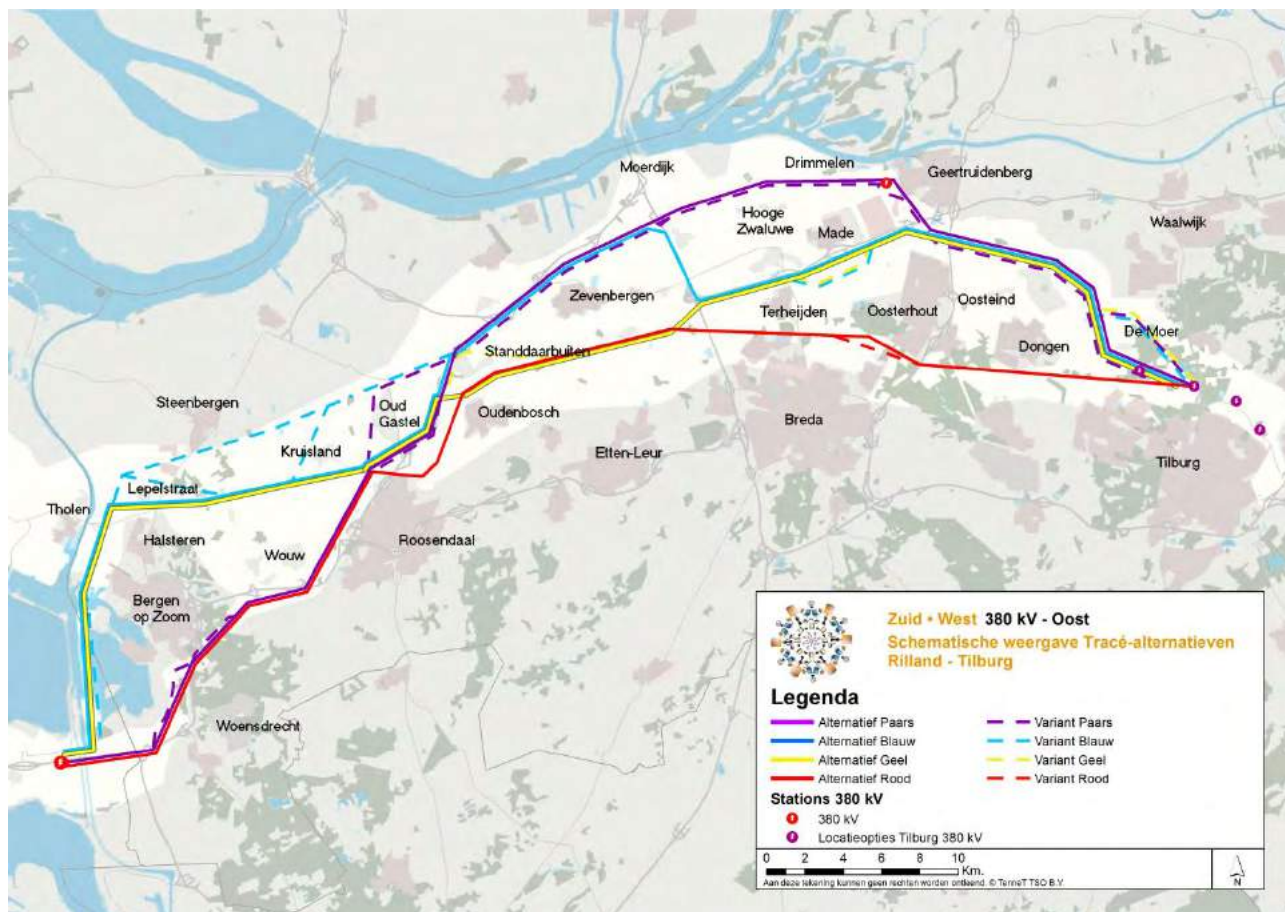 Moerdijk
Drimmelen
Geertruidenberg
Hooge
Zwaluwe
Made
Waalwijk
Zevenbergen
Terheijden
Oosterhout
Oosteind
De Moer
Standdaarbuiten
Dongen
Steenbergen
Oud
Gastel
Oudenbosch
Breda
Kruisland
Etten-Leur
Tilburg
Lepelstraat
Tholen
Halsteren
Wouw
Roosendaal
Bergen
op Zoom
Woensdrecht
Zuid • West 380 kV - Oost
Schematische weergave Tracé-alternatieven
Rilland - Tilburg
Legenda
Alternatief Paars
Variant Paars
Alternatief Blauw
Variant Blauw
Alternatief Geel
Variant Geel
Alternatief Rood
Variant Rood
Stations 380 kV
380 kV
Locatieopties Tilburg 380 kV
0 2 4 6 8 10
Km.
Aan deze tekening kunnen geen rechten worden ontleend. © TenneT TSO B.V.
N